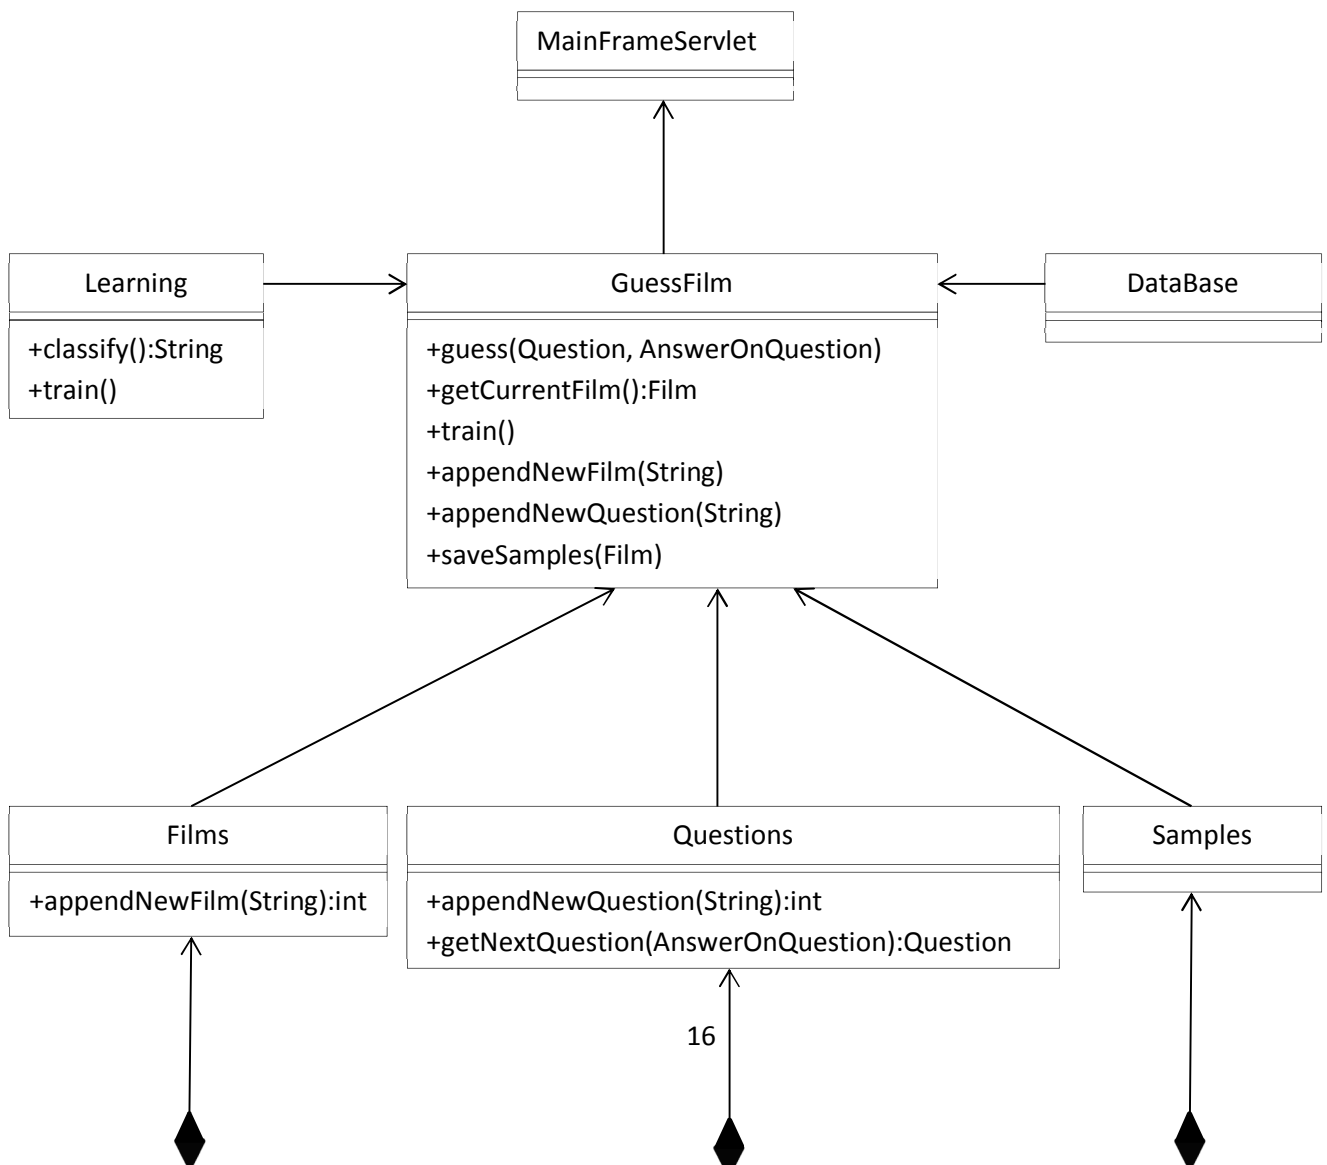 MainFrameServlet
Learning
+classify():String
+train()
GuessFilm
+guess(Question, AnswerOnQuestion)
+getCurrentFilm():Film
+train()
+appendNewFilm(String)
+appendNewQuestion(String)
+saveSamples(Film)
DataBase
Films
+appendNewFilm(String):int
Questions
+appendNewQuestion(String):int
+getNextQuestion(AnswerOnQuestion):Question
Samples
16